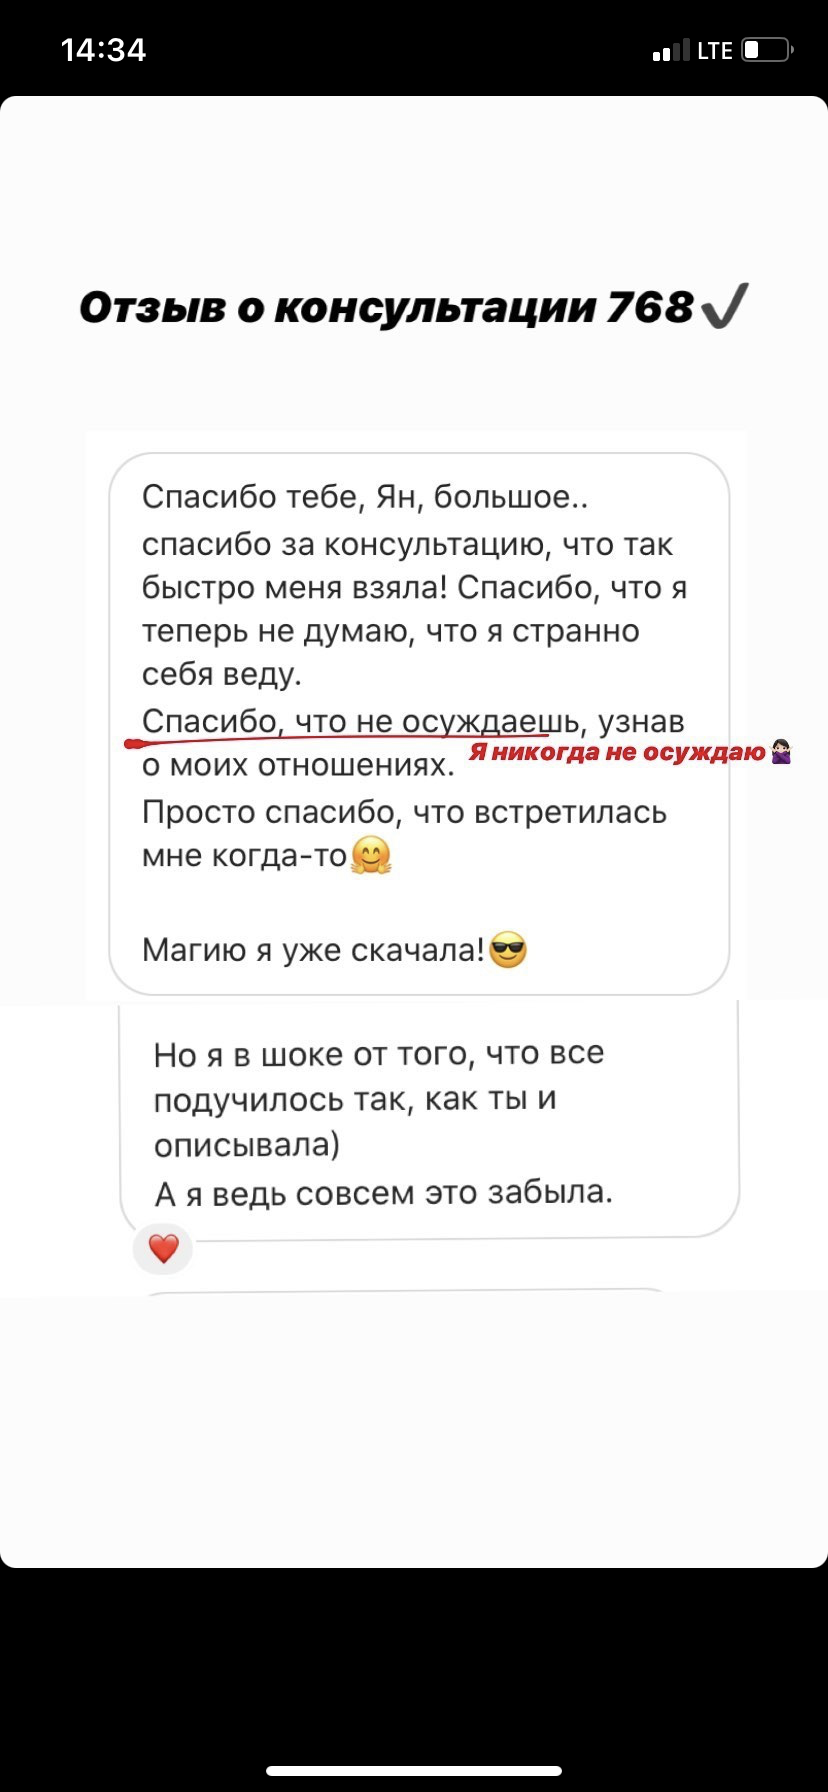 14:34
LTE
Отзыв о консультации 768✔️
Спасибо тебе, Ян, большое..
спасибо за консультацию, что так
быстро меня взяла! Спасибо, что я
теперь не думаю, что я странно
себя веду.
Спасибо, что не осуждаешь, узнав
Я никогда не осуждаю🙅🏻‍♀️
о моих отношениях.
Просто спасибо, что встретилась
мне когда-то🤗
Магию я уже скачала!😎
Но я в шоке от того, что все
подучилось так, как ты и
описывала)
А я ведь совсем это забыла.
❤️